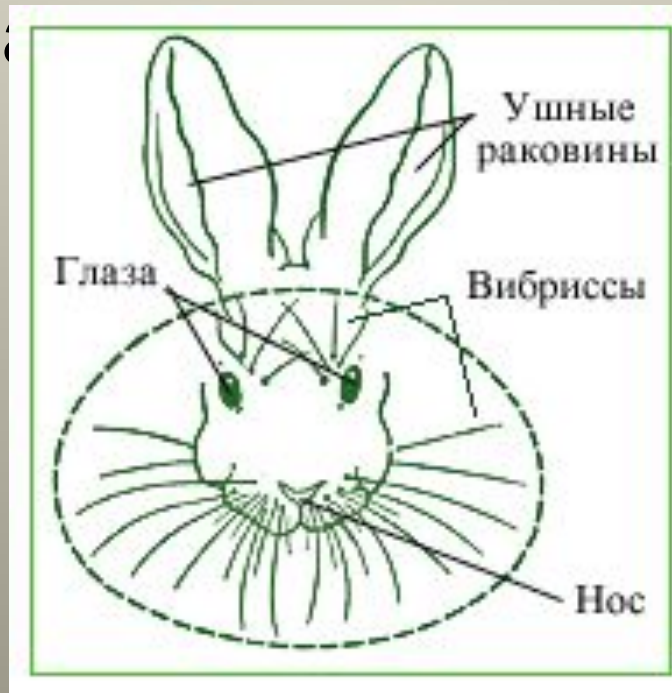 Ушные
раковины
Глаза
Вибриссы
Нос